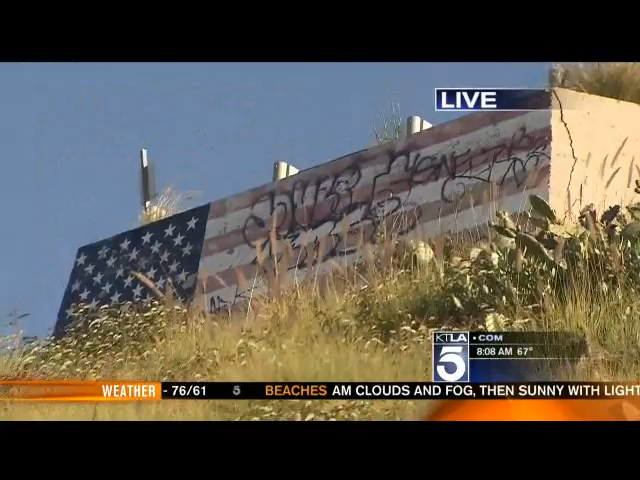 LIVE
KTLA .COM
5
8:08 AM 67°
WEATHER - 76/61 5 BEACHES AM CLOUDS AND FOG, THEN SUNNY WITH LIGHT